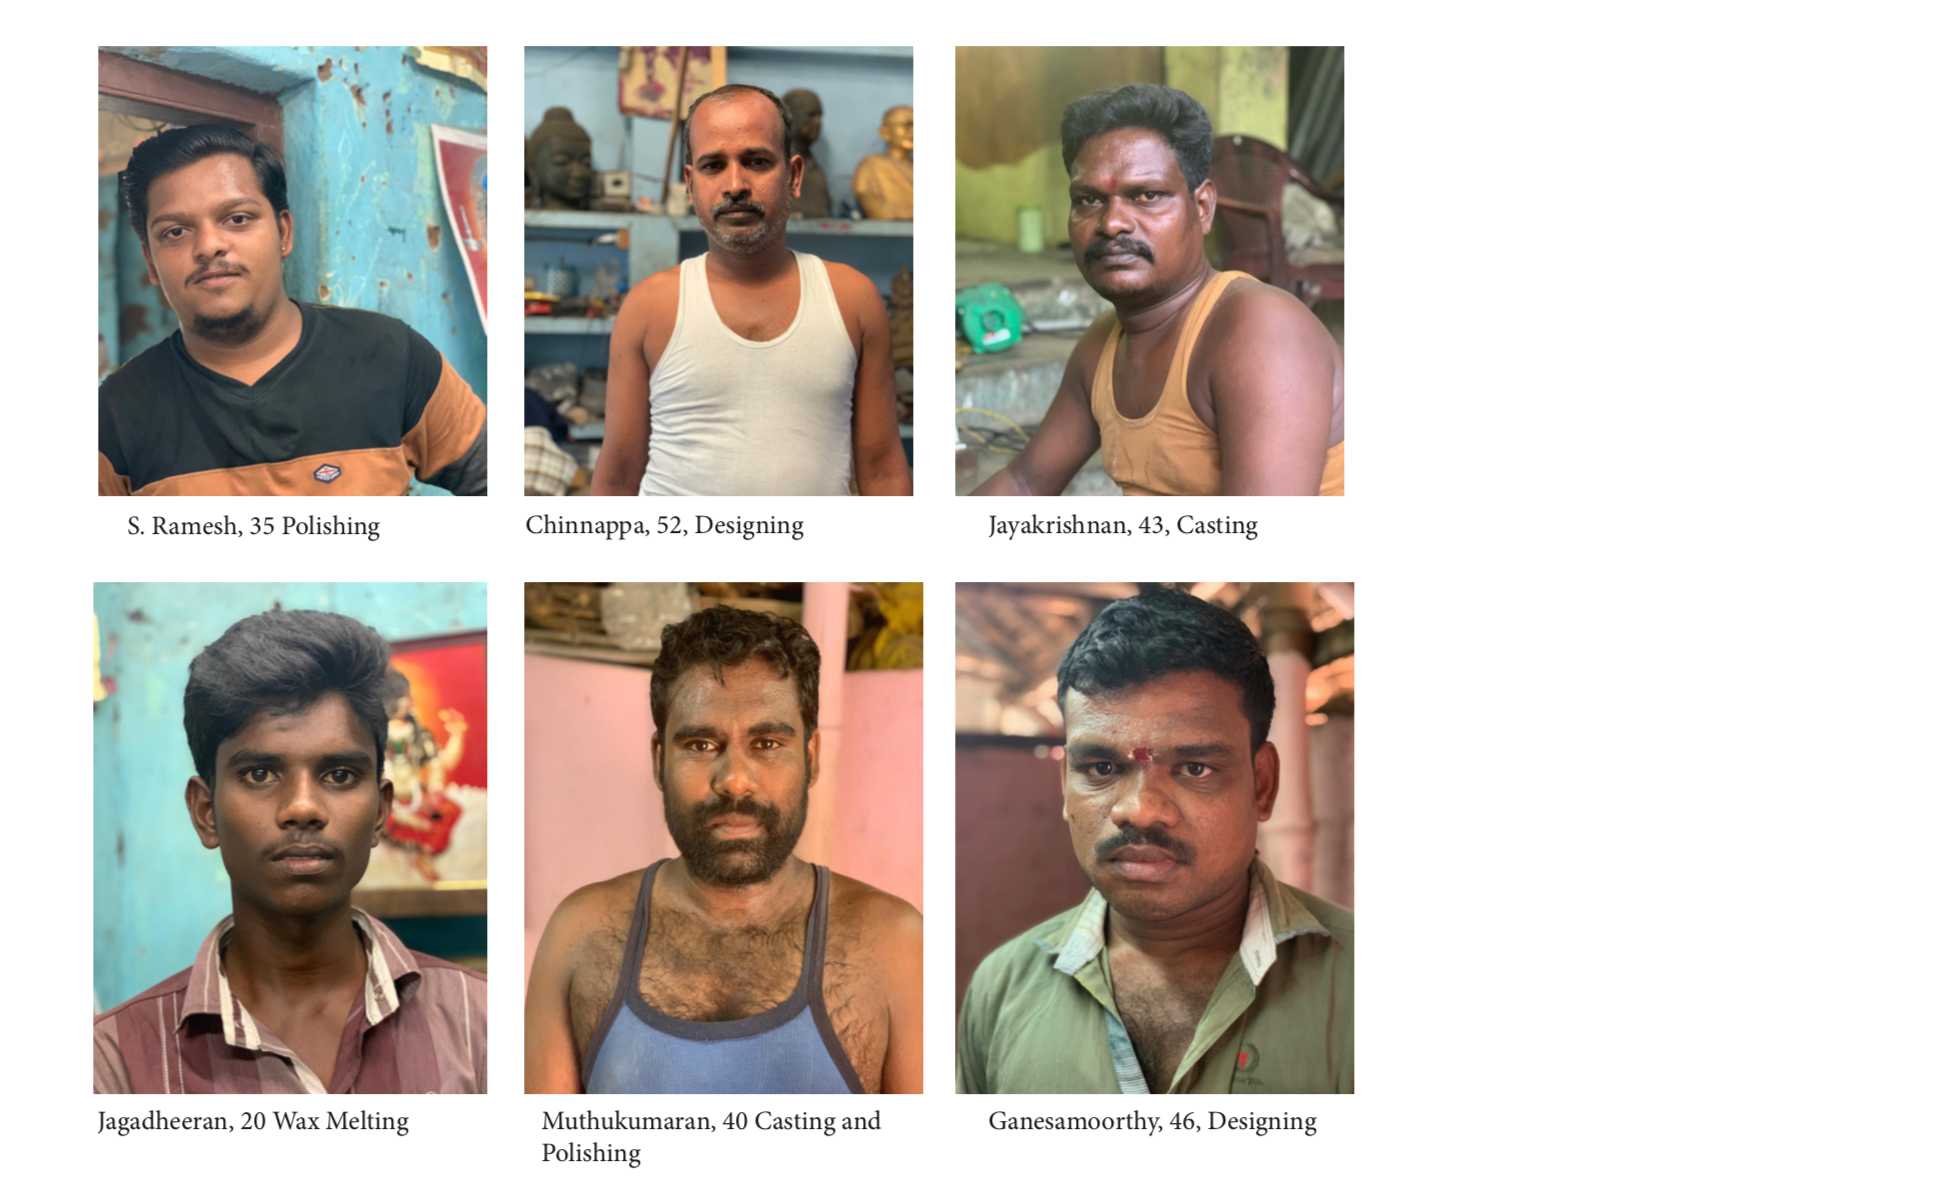 S. Ramesh, 35 Polishing
Chinnappa, 52, Designing
Jayakrishnan, 43, Casting
Jagadheeran, 20 Wax Melting
Muthukumaran, 40 Casting and
Polishing
Ganesamoorthy, 46, Designing